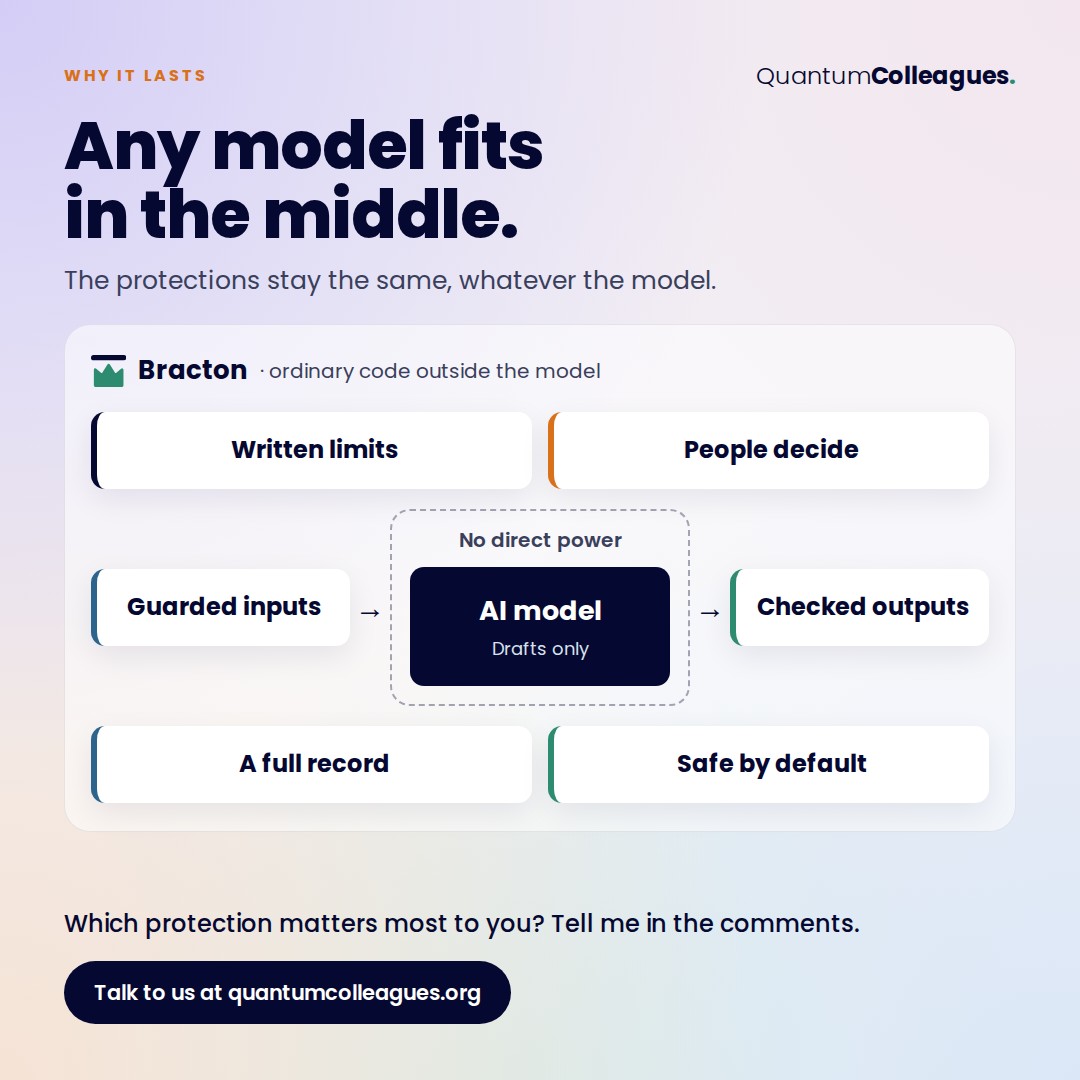 WHY IT LASTS
QuantumColleagues.
Any model fits
in the middle.
The protections stay the same, whatever the model.
Bracton · ordinary code outside the model
Written limits
People decide
No direct power
Guarded inputs
→
AI model
Drafts only
→
Checked outputs
A full record
Safe by default
Which protection matters most to you? Tell me in the comments.
Talk to us at quantumcolleagues.org